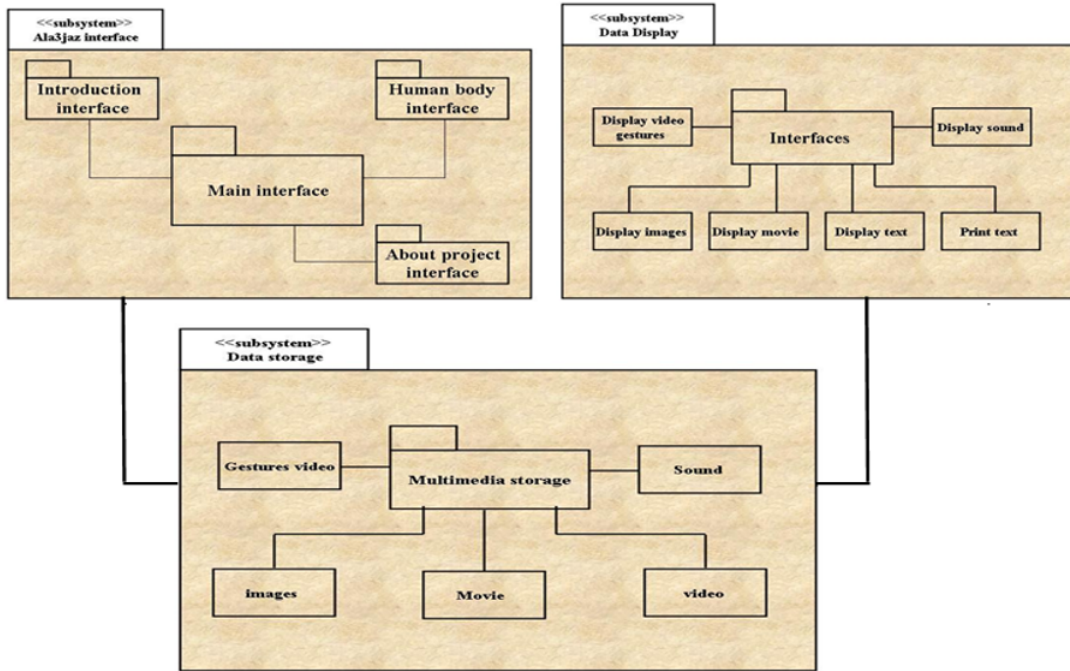 <<subsystem>>
Ala3jaz interface
Introduction
interface
Human body
interface
Main interface
About project
interface
<<subsystem>>
Data Display
Display video
gestures
Interfaces
Display sound
Display images
Display movie
Display text
Print text
<<subsystem>>
Data storage
Gestures video
Multimedia storage
Sound
images
Movie
video